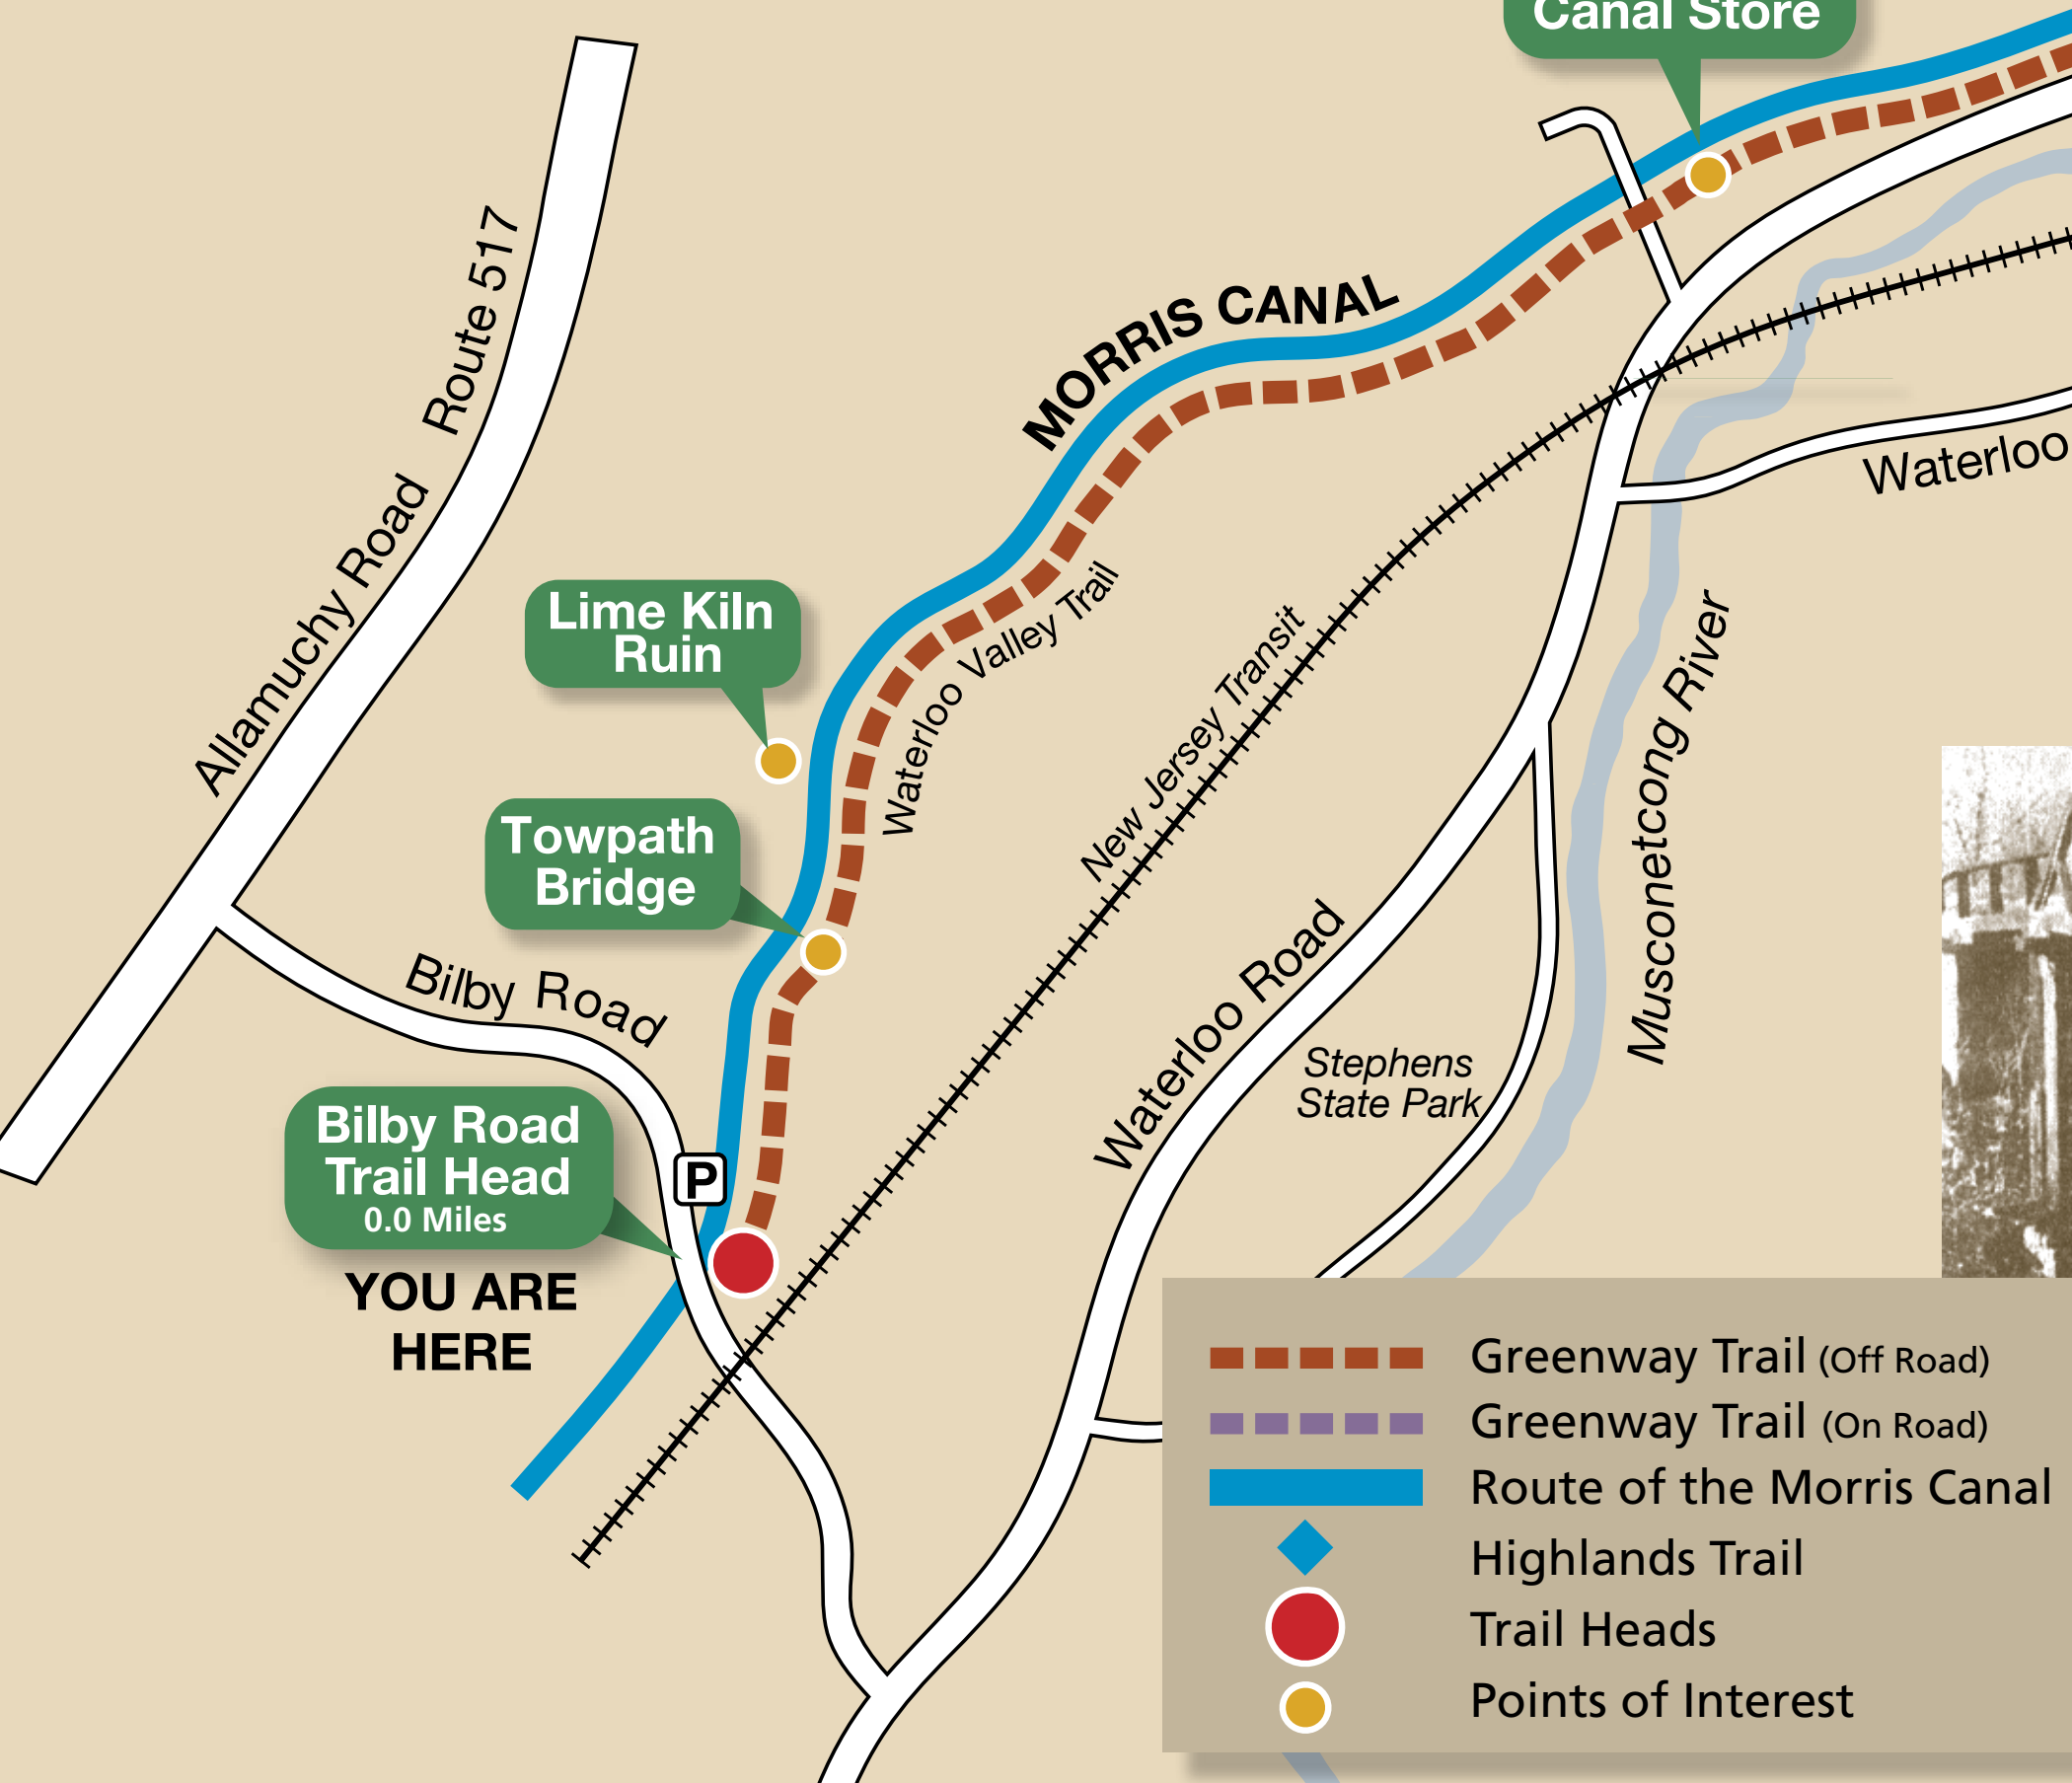 Canal Store
Route 517
Allamuchy Road
MORRIS CANAL
Waterloo
Lime Kiln
Ruin
Waterloo Valley Trail
New Jersey Transit
Musconetcong River
Towpath
Bridge
Bilby Road
Waterloo Road
Stephens
State Park
Bilby Road
Trail Head
0.0 Miles
P
YOU ARE
HERE
Greenway Trail (Off Road)
Greenway Trail (On Road)
Route of the Morris Canal
Highlands Trail
Trail Heads
Points of Interest